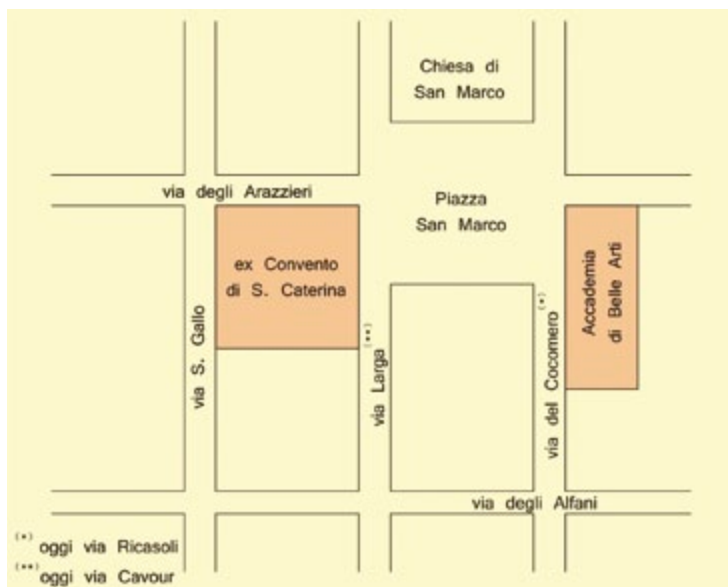 Chiesa di
San Marco
via degli Arazzieri
Piazza
San Marco
ex Convento
di S. Caterina
Accademia
di Belle Arti
via S. Gallo
via Larga (**)
via del Cocomero (*)
via degli Alfani
(*) oggi via Ricasoli
(**) oggi via Cavour